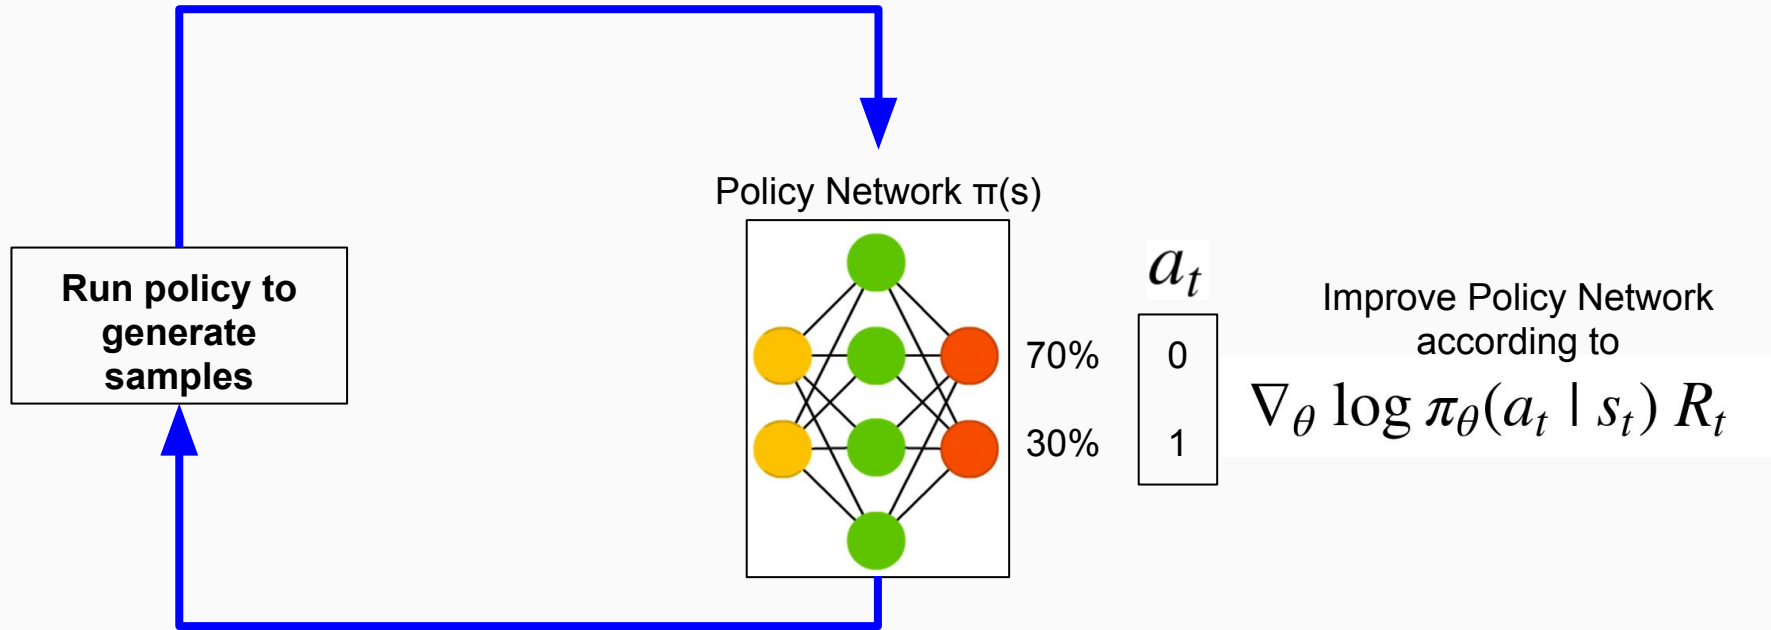 Run policy to
generate
samples
Policy Network π(s)
70%
30%
a_t
0
1
Improve Policy Network
according to
∇_θ log π_θ(a_t | s_t) R_t